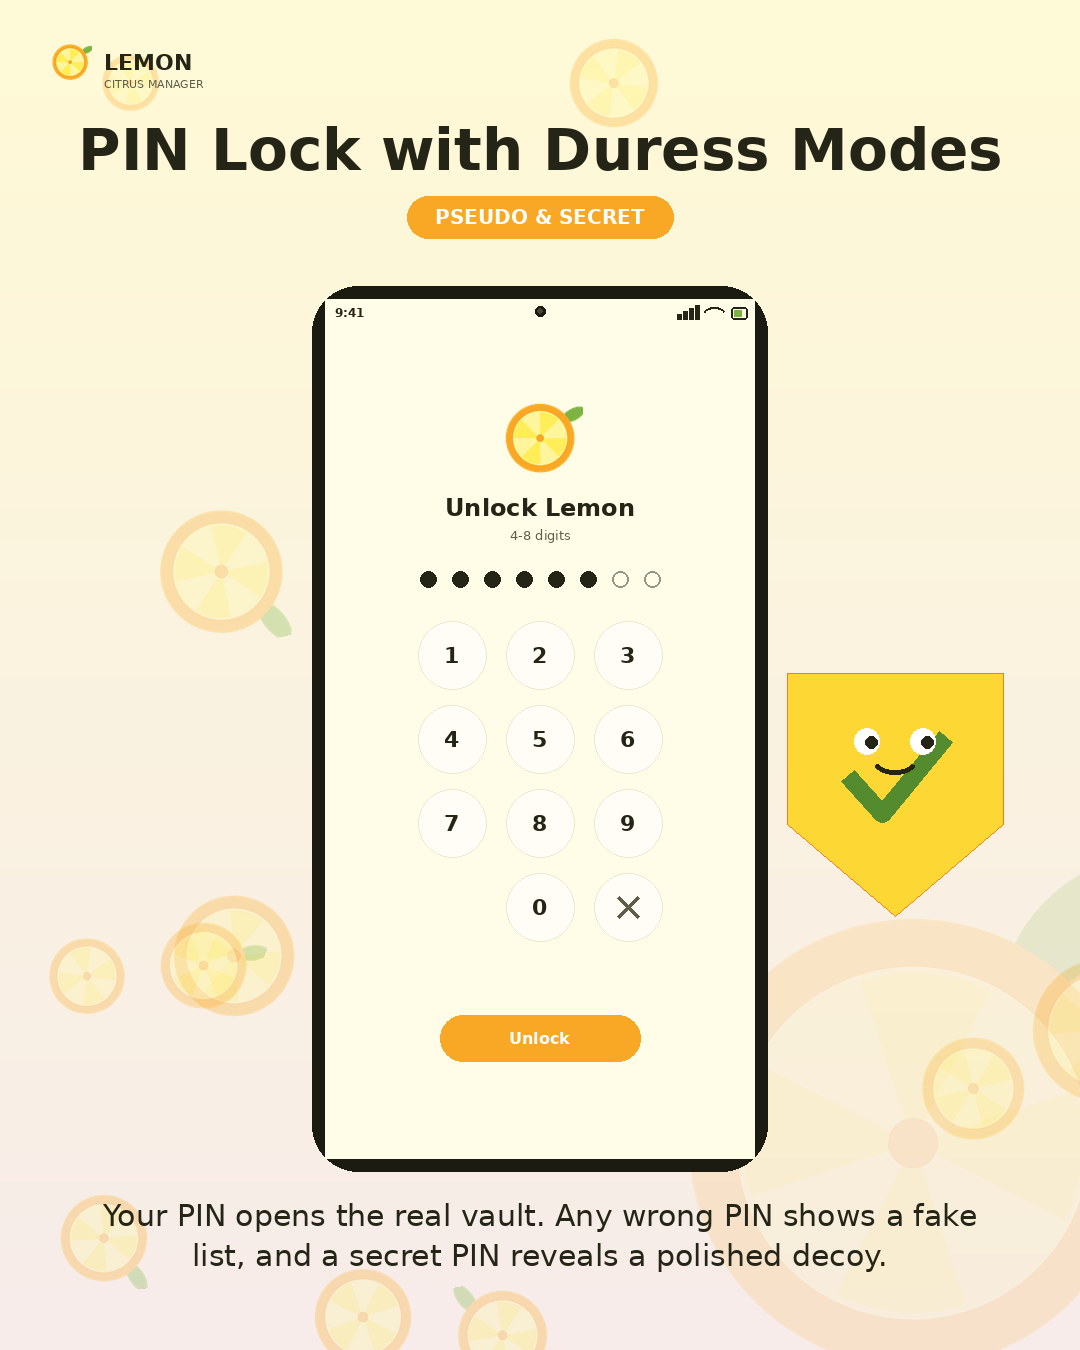 LEMON
CITRUS MANAGER
PIN Lock with Duress Modes
PSEUDO & SECRET
9:41
Unlock Lemon
4-8 digits
1 2 3
4 5 6
7 8 9
0
Unlock
Your PIN opens the real vault. Any wrong PIN shows a fake
list, and a secret PIN reveals a polished decoy.